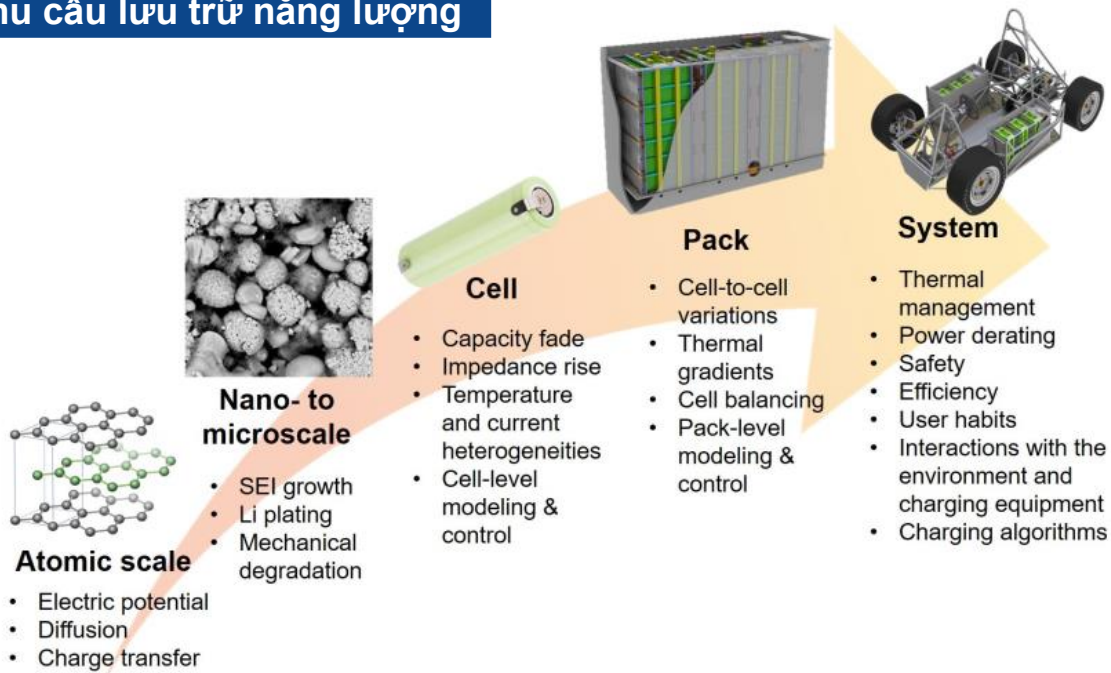 hu cầu lưu trữ năng lượng
Atomic scale
• Electric potential
• Diffusion
• Charge transfer
Nano- to
microscale
• SEI growth
• Li plating
• Mechanical
degradation
Cell
• Capacity fade
• Impedance rise
• Temperature
and current
heterogeneities
• Cell-level
modeling &
control
Pack
• Cell-to-cell
variations
• Thermal
gradients
• Cell balancing
• Pack-level
modeling &
control
System
• Thermal
management
• Power derating
• Safety
• Efficiency
• User habits
• Interactions with the
environment and
charging equipment
• Charging algorithms